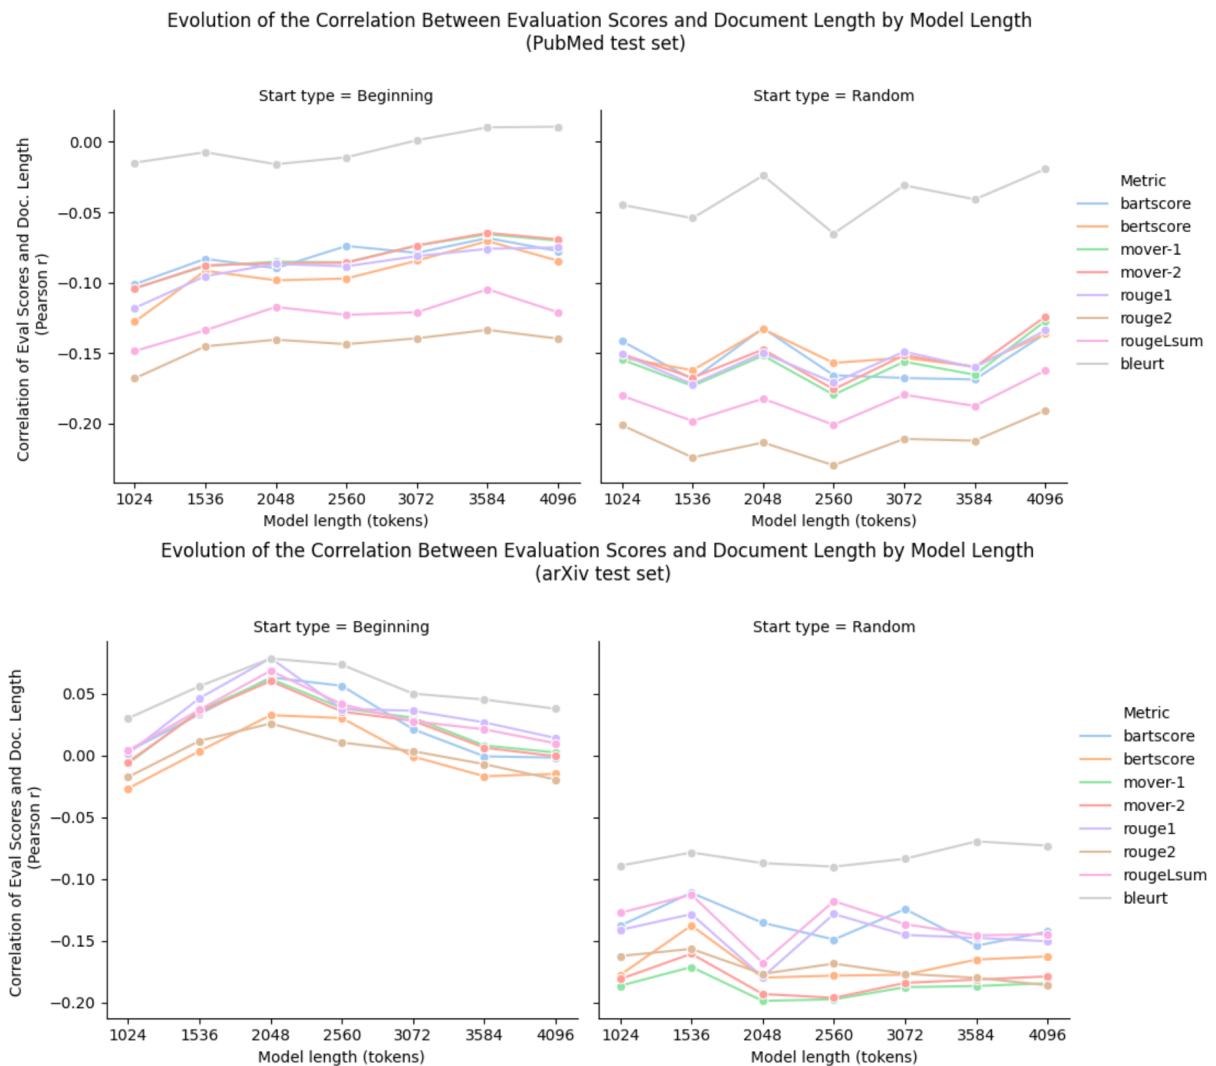 Evolution of the Correlation Between Evaluation Scores and Document Length by Model Length
(PubMed test set)
Start type = Beginning
Start type = Random
Correlation of Eval Scores and Doc. Length
(Pearson r)
0.00
−0.05
−0.10
−0.15
−0.20
1024 1536 2048 2560 3072 3584 4096
Model length (tokens)
1024 1536 2048 2560 3072 3584 4096
Model length (tokens)
Metric
bartscore
bertscore
mover-1
mover-2
rouge1
rouge2
rougeLsum
bleurt
Evolution of the Correlation Between Evaluation Scores and Document Length by Model Length
(arXiv test set)
Start type = Beginning
Start type = Random
Correlation of Eval Scores and Doc. Length
(Pearson r)
0.05
0.00
−0.05
−0.10
−0.15
−0.20
1024 1536 2048 2560 3072 3584 4096
Model length (tokens)
1024 1536 2048 2560 3072 3584 4096
Model length (tokens)
Metric
bartscore
bertscore
mover-1
mover-2
rouge1
rouge2
rougeLsum
bleurt